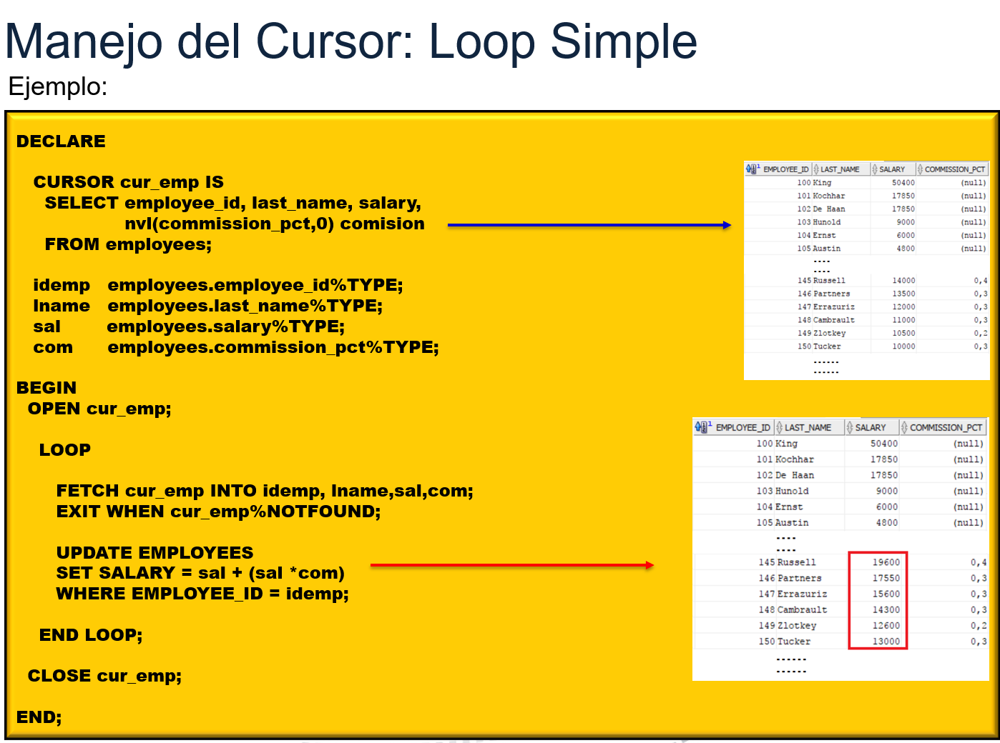 Manejo del Cursor: Loop Simple
Ejemplo:
DECLARE
CURSOR cur_emp IS
SELECT employee_id, last_name, salary,
nvl(commission_pct,0) comision
FROM employees;
idemp employees.employee_id%TYPE;
lname employees.last_name%TYPE;
sal employees.salary%TYPE;
com employees.commission_pct%TYPE;
BEGIN
OPEN cur_emp;
LOOP
FETCH cur_emp INTO idemp, lname,sal,com;
EXIT WHEN cur_emp%NOTFOUND;
UPDATE EMPLOYEES
SET SALARY = sal + (sal *com)
WHERE EMPLOYEE_ID = idemp;
END LOOP;
CLOSE cur_emp;
END;
EMPLOYEE_ID LAST_NAME SALARY COMMISSION_PCT
100 King 50400 (null)
101 Kochhar 17850 (null)
102 De Haan 17850 (null)
103 Hunold 9000 (null)
104 Ernst 6000 (null)
105 Austin 4800 (null)
----
----
145 Russell 14000 0,4
146 Partners 13500 0,3
147 Errazuriz 12000 0,3
148 Cambrault 11000 0,3
149 Zlotkey 10500 0,2
150 Tucker 10000 0,3
------
------
EMPLOYEE_ID LAST_NAME SALARY COMMISSION_PCT
100 King 50400 (null)
101 Kochhar 17850 (null)
102 De Haan 17850 (null)
103 Hunold 9000 (null)
104 Ernst 6000 (null)
105 Austin 4800 (null)
----
----
145 Russell 19600 0,4
146 Partners 17550 0,3
147 Errazuriz 15600 0,3
148 Cambrault 14300 0,3
149 Zlotkey 12600 0,2
150 Tucker 13000 0,3
------
------